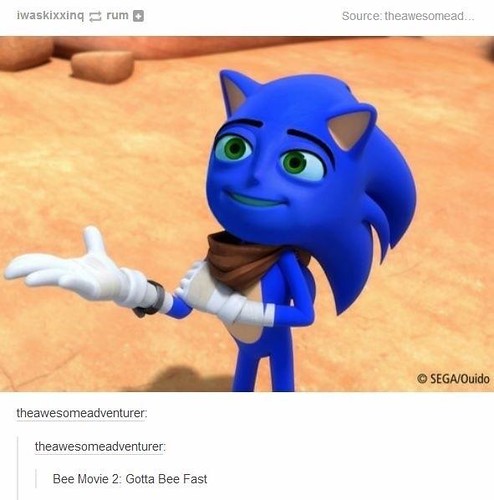 iwaskixxinq rum
Source: theawesomead...
© SEGA/Ouido
theawesomeadventurer:
theawesomeadventurer:
Bee Movie 2: Gotta Bee Fast